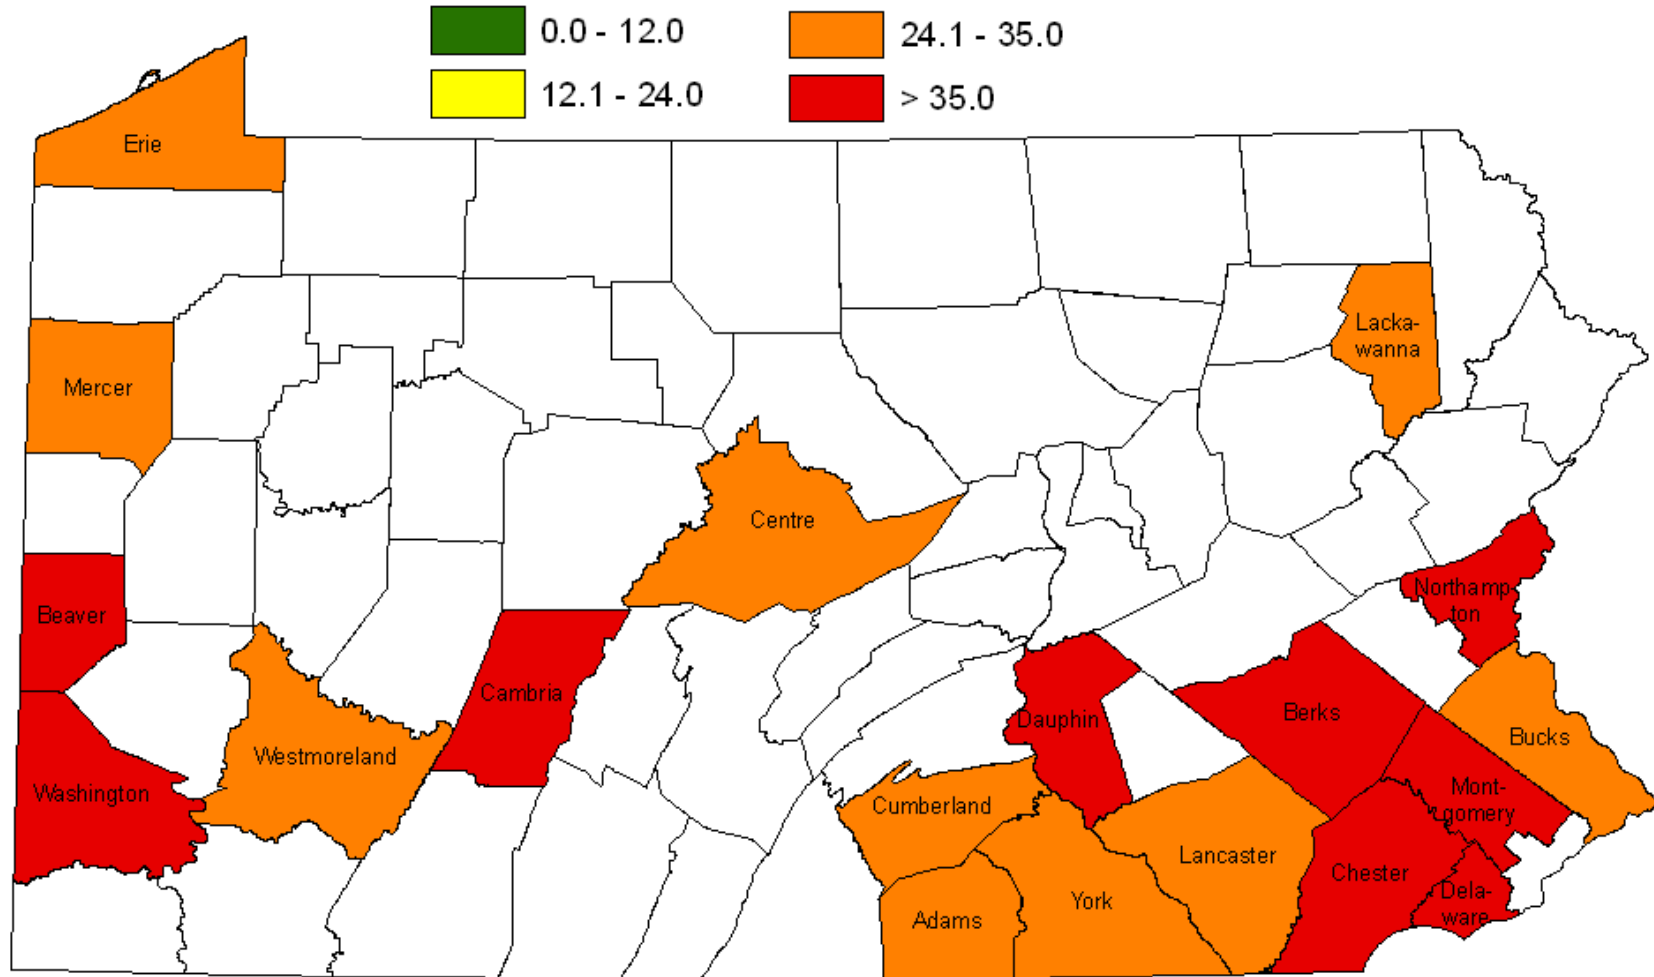 0.0 - 12.0
24.1 - 35.0
12.1 - 24.0
> 35.0
Erie
Lacka-
wanna
Mercer
Centre
Northamp-
ton
Beaver
Cambria
Dauphin
Berks
Bucks
Westmoreland
Washington
Cumberland
Mont-
gomery
Lancaster
Chester
York
Adams
Dela-
ware